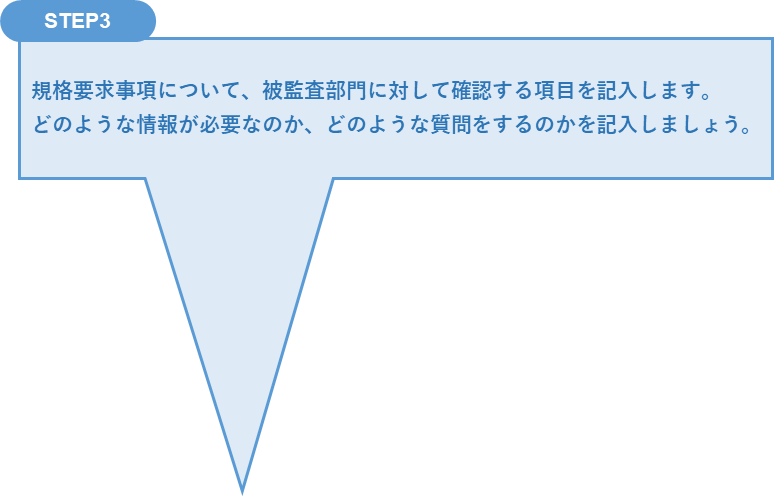 STEP3
規格要求事項について、被監査部門に対して確認する項目を記入します。
どのような情報が必要なのか、どのような質問をするのかを記入しましょう。